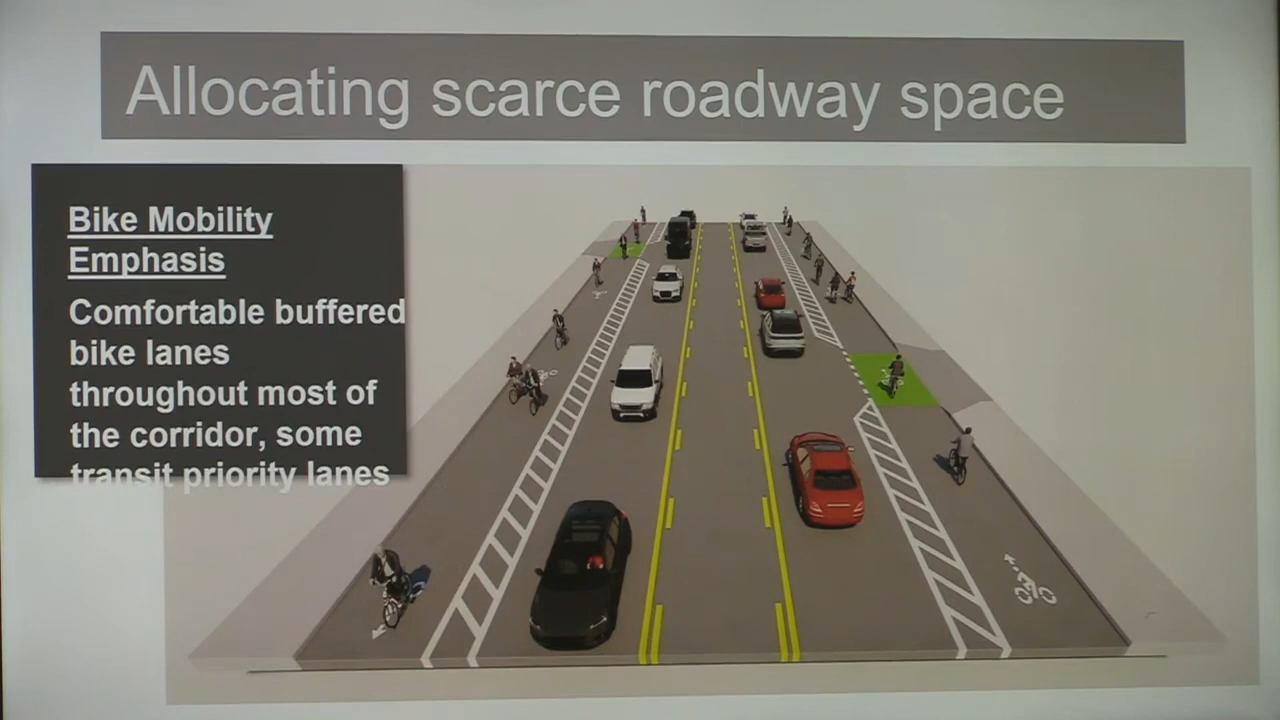 Allocating scarce roadway space
Bike Mobility
Emphasis
Comfortable buffered
bike lanes
throughout most of
the corridor, some
transit priority lanes